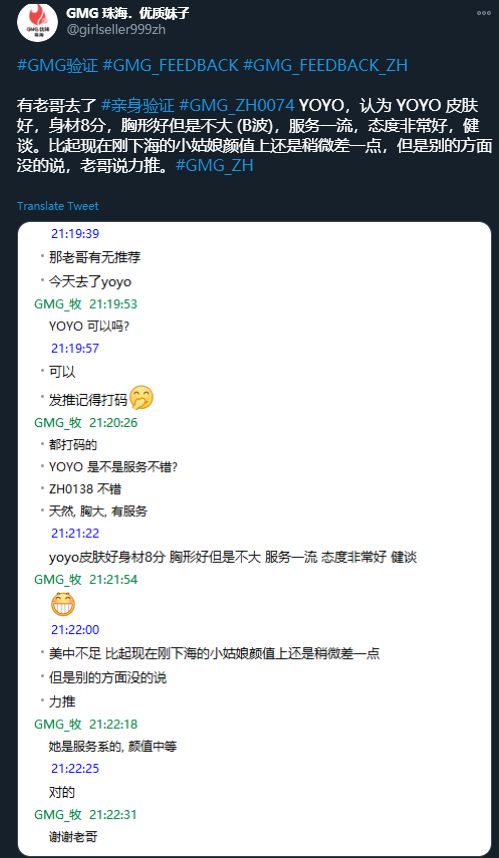 GMG 珠海．优质妹子
@girlseller999zh
GMG 优辣
珠海
#GMG验证 #GMG_FEEDBACK #GMG_FEEDBACK_ZH
有老哥去了 #亲身验证 #GMG_ZH0074 YOYO，认为 YOYO 皮肤
好，身材8分，胸形好但是不大 (B波)，服务一流，态度非常好，健
谈。比起现在刚下海的小姑娘颜值上还是稍微差一点，但是别的方面
没的说，老哥说力推。#GMG_ZH
Translate Tweet
21:19:39
那老哥有无推荐
今天去了yoyo
GMG_牧 21:19:53
YOYO 可以吗?
21:19:57
可以
发推记得打码
GMG_牧 21:20:26
都打码的
YOYO 是不是服务不错?
ZH0138 不错
天然, 胸大, 有服务
21:21:22
yoyo皮肤好身材8分 胸形好但是不大 服务一流 态度非常好 健谈
GMG_牧 21:21:54
21:22:00
美中不足 比起现在刚下海的小姑娘颜值上还是稍微差一点
但是别的方面没的说
力推
GMG_牧 21:22:18
她是服务系的, 颜值中等
21:22:25
对的
GMG_牧 21:22:31
谢谢老哥